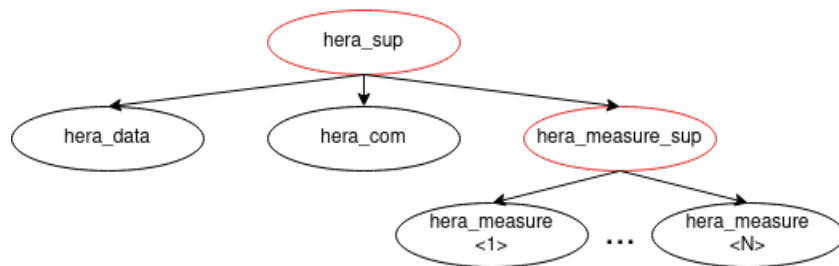 hera_sup
hera_data
hera_com
hera_measure_sup
hera_measure
<1>
...
hera_measure
<N>